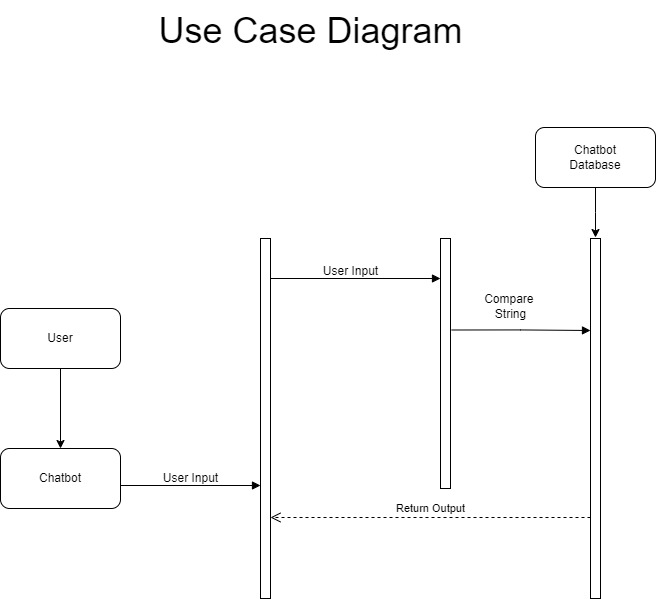 Use Case Diagram
Chatbot
Database
User Input
Compare
String
User
Chatbot
User Input
Return Output